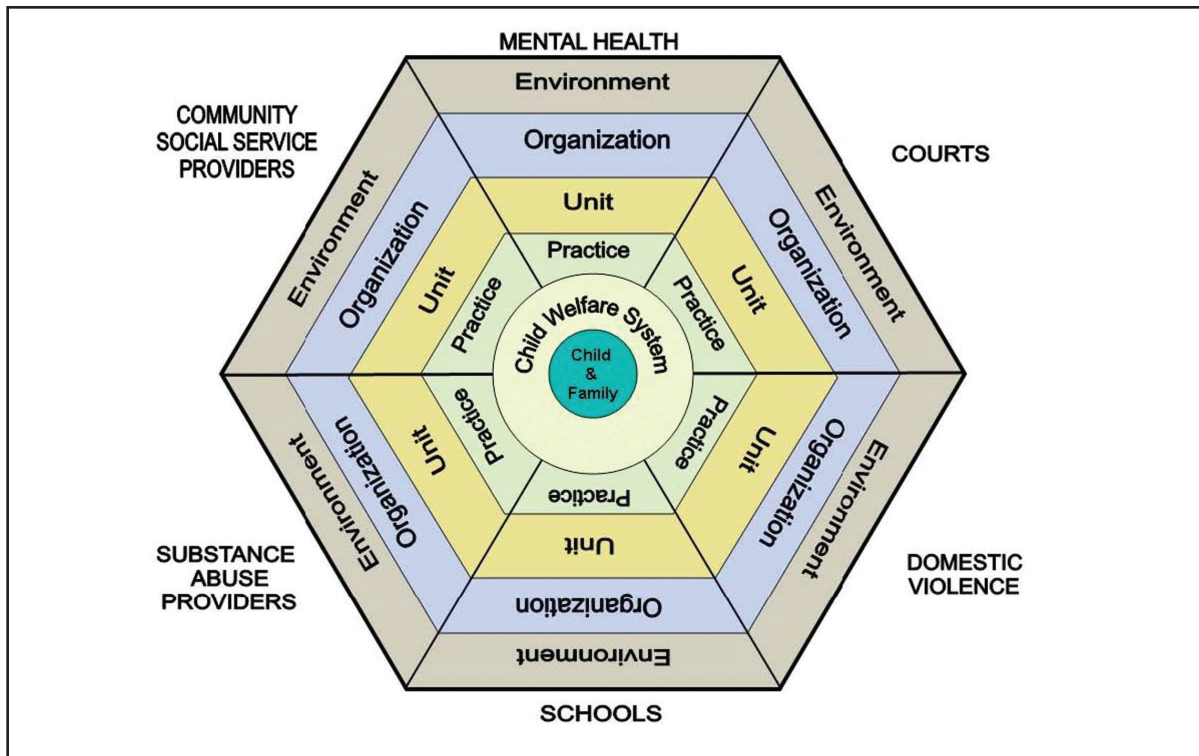 MENTAL HEALTH
Environment
Organization
Unit
Practice
COMMUNITY
SOCIAL SERVICE
PROVIDERS
Environment
Organization
Unit
Practice
COURTS
Environment
Organization
Unit
Practice
Child Welfare System
Child
&
Family
SUBSTANCE
ABUSE
PROVIDERS
Environment
Organization
Unit
Practice
DOMESTIC
VIOLENCE
Environment
Organization
Unit
Practice
Practice
Unit
Organization
Environment
SCHOOLS